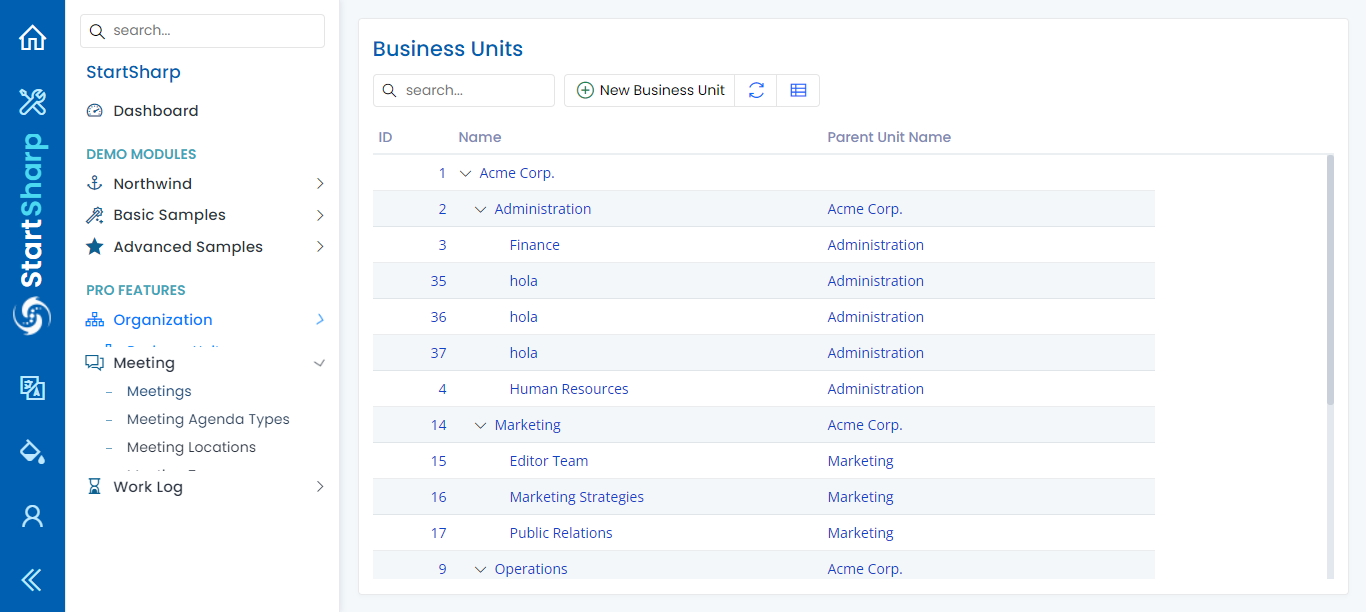 StartSharp
search...
StartSharp
Dashboard
DEMO MODULES
Northwind
Basic Samples
Advanced Samples
PRO FEATURES
Organization
Meeting
Meetings
Meeting Agenda Types
Meeting Locations
Work Log
Business Units
search...
New Business Unit
ID Name Parent Unit Name
1 Acme Corp.
2 Administration Acme Corp.
3 Finance Administration
35 hola Administration
36 hola Administration
37 hola Administration
4 Human Resources Administration
14 Marketing Acme Corp.
15 Editor Team Marketing
16 Marketing Strategies Marketing
17 Public Relations Marketing
9 Operations Acme Corp.